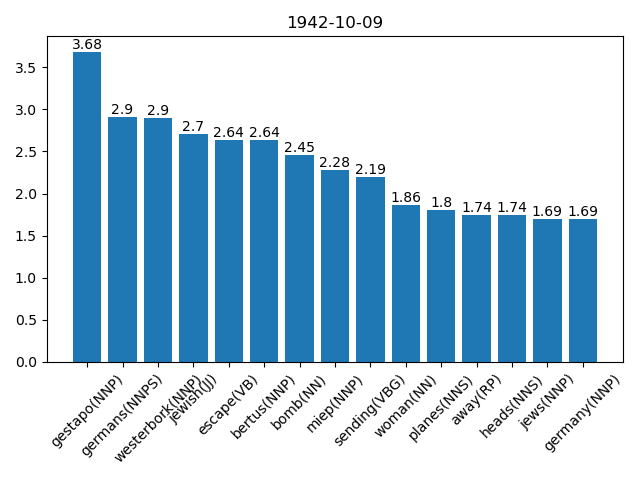 1942-10-09
3.68
2.9
2.9
2.7
2.64
2.64
2.45
2.28
2.19
1.86
1.8
1.74
1.74
1.69
1.69
3.5
3.0
2.5
2.0
1.5
1.0
0.5
0.0
gestapo(NNP)
germans(NNPS)
westerbork(NNP)
jewish(JJ)
escape(VB)
bertus(NNP)
bomb(NN)
miep(NNP)
sending(VBG)
woman(NN)
planes(NNS)
away(RP)
heads(NNS)
jews(NNP)
germany(NNP)